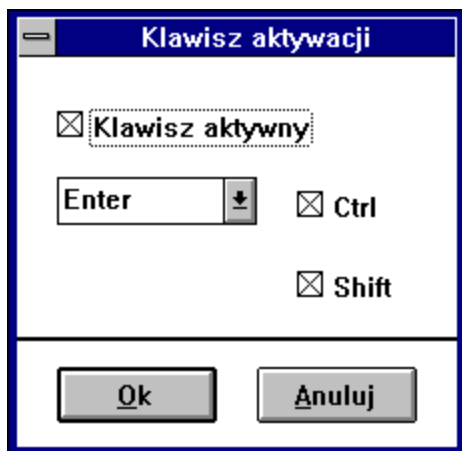 Klawisz aktywacji
Klawisz aktywny
Enter
Ctrl
Shift
Ok
Anuluj